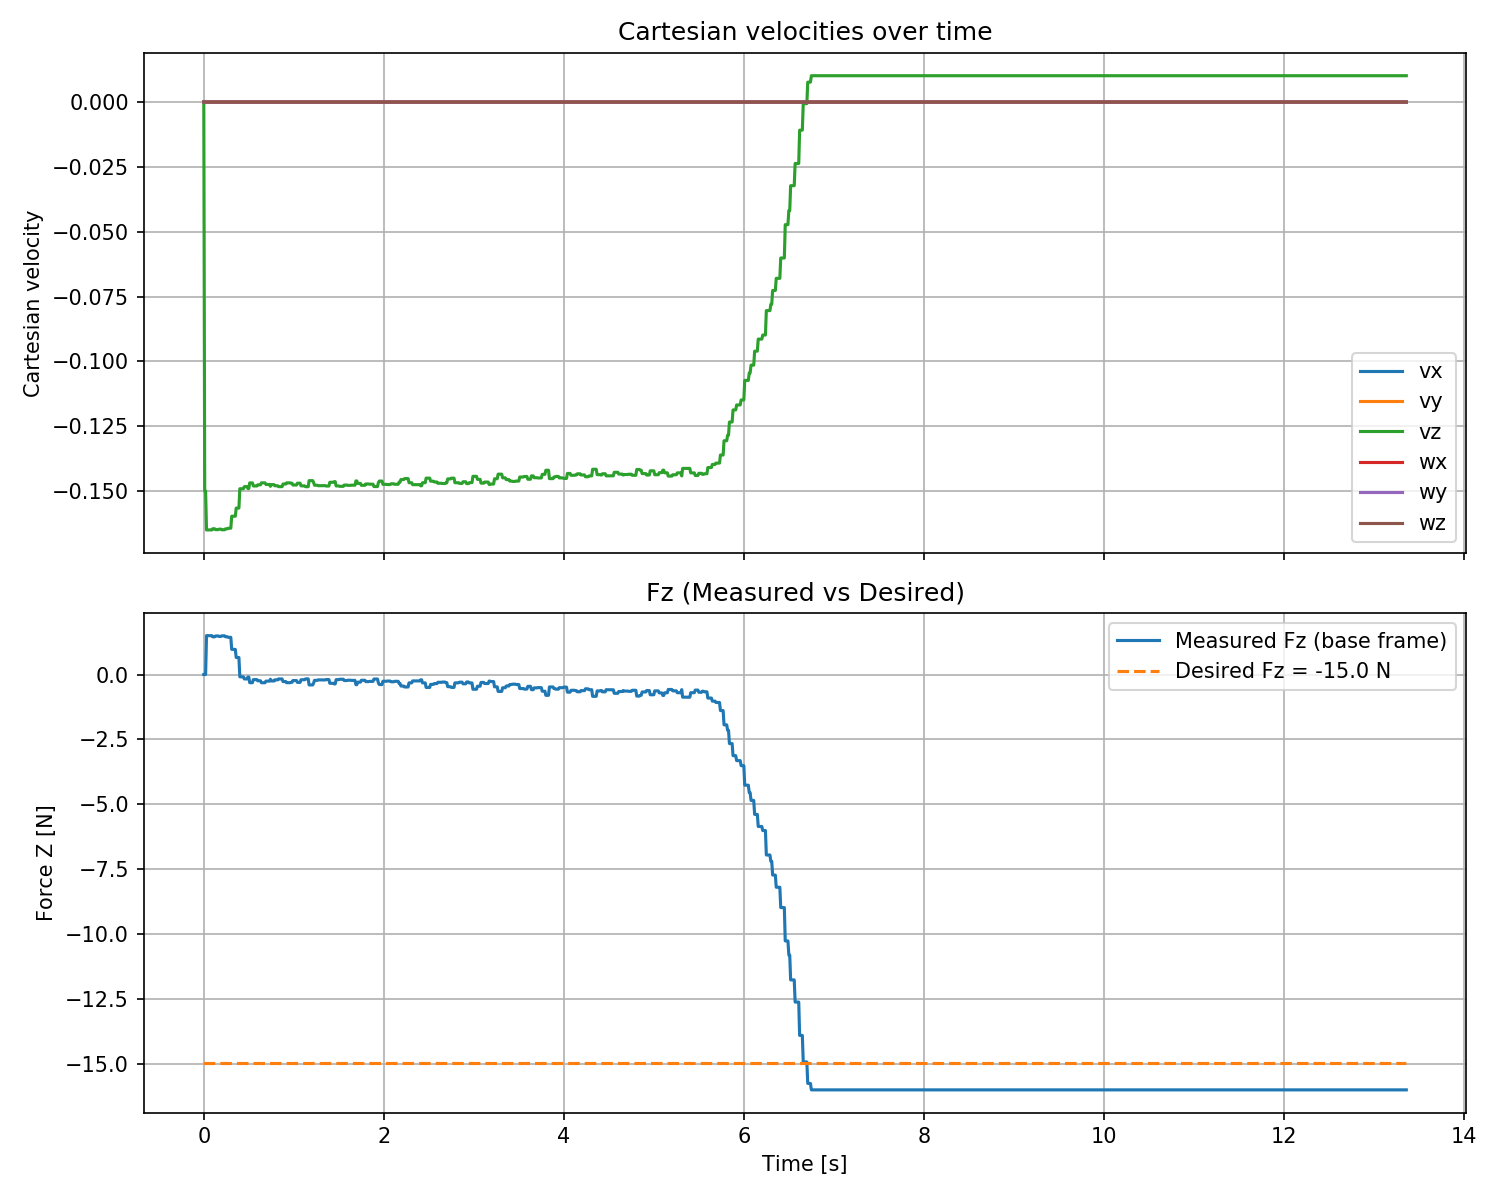 Cartesian velocities over time
Cartesian velocity
0.000
−0.025
−0.050
−0.075
−0.100
−0.125
−0.150
vx
vy
vz
wx
wy
wz
Fz (Measured vs Desired)
Force Z [N]
0.0
−2.5
−5.0
−7.5
−10.0
−12.5
−15.0
Measured Fz (base frame)
Desired Fz = -15.0 N
0 2 4 6 8 10 12 14
Time [s]